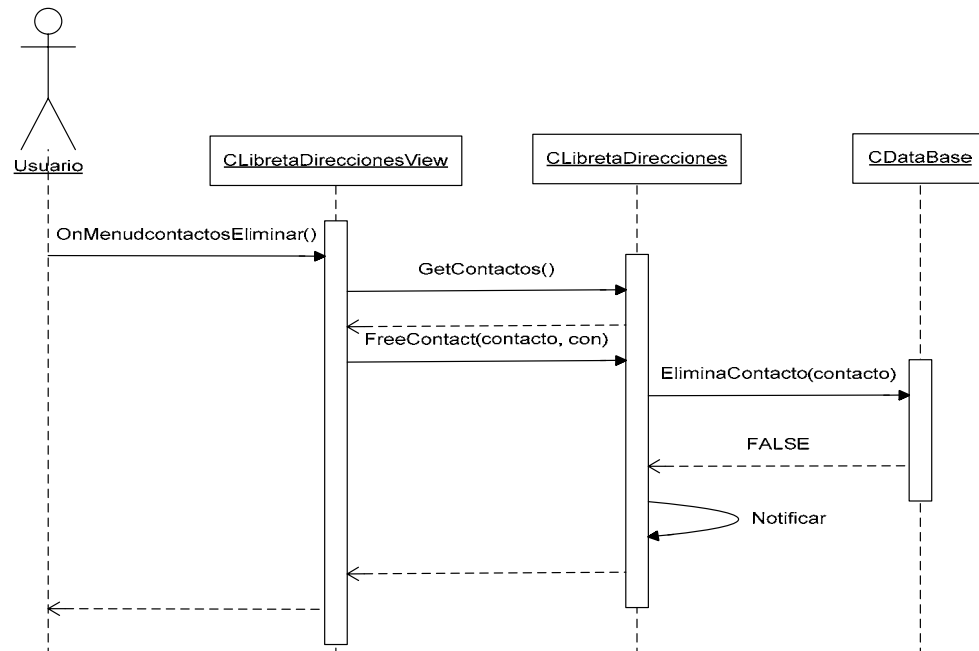 Usuario
CLibretaDireccionesView
CLibretaDirecciones
CDataBase
OnMenudcontactosEliminar()
GetContactos()
FreeContact(contacto, con)
EliminaContacto(contacto)
FALSE
Notificar